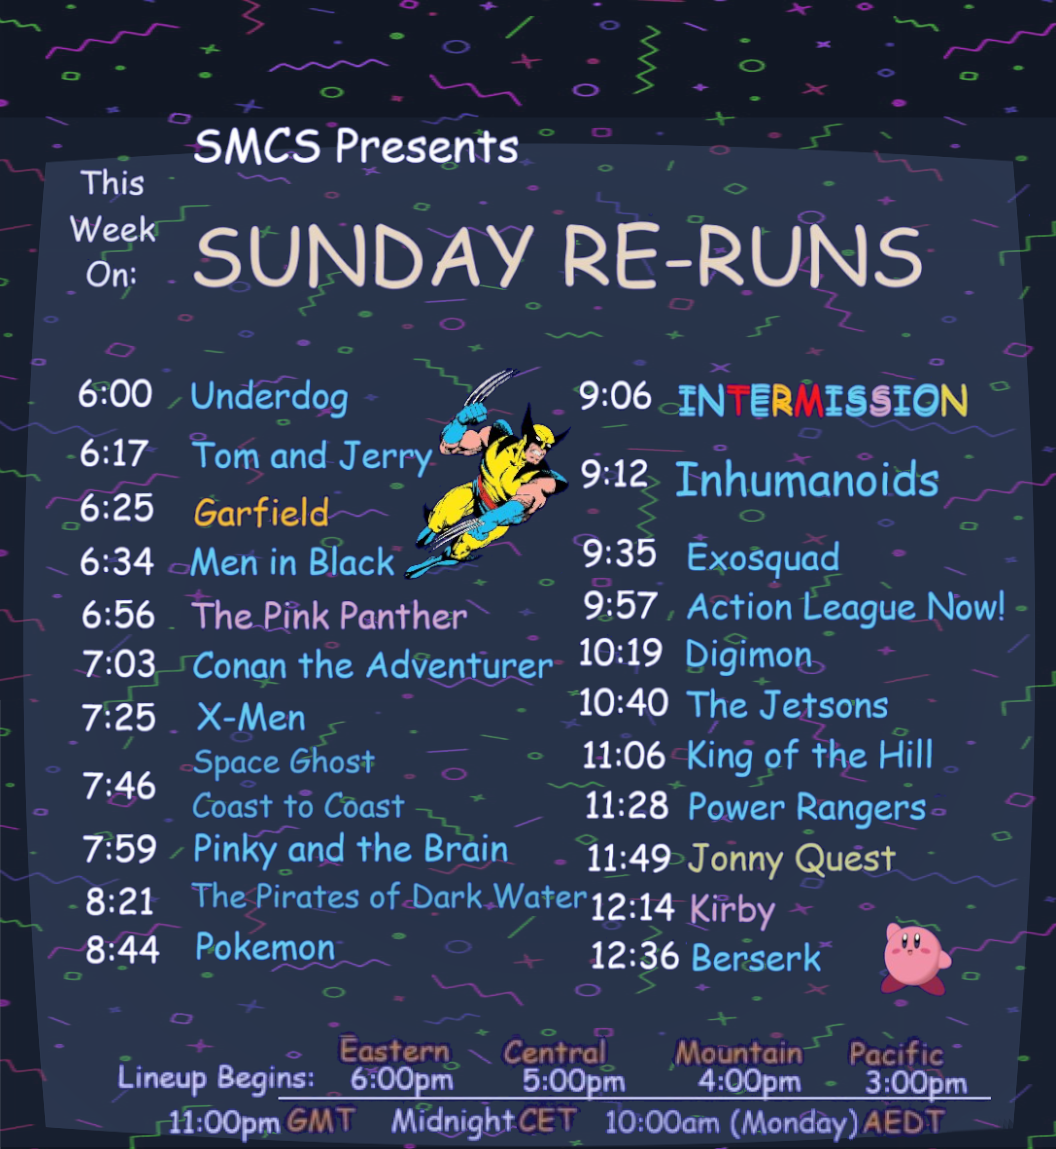 SMCS Presents
This
Week
On:
SUNDAY RE-RUNS
6:00 Underdog
6:17 Tom and Jerry
6:25 Garfield
6:34 Men in Black
6:56 The Pink Panther
7:03 Conan the Adventurer
7:25 X-Men
7:46 Space Ghost
Coast to Coast
7:59 Pinky and the Brain
8:21 The Pirates of Dark Water
8:44 Pokemon
9:06 INTERMISSION
9:12 Inhumanoids
9:35 Exosquad
9:57 Action League Now!
10:19 Digimon
10:40 The Jetsons
11:06 King of the Hill
11:28 Power Rangers
11:49 Jonny Quest
12:14 Kirby
12:36 Berserk
Eastern Central Mountain Pacific
Lineup Begins: 6:00pm 5:00pm 4:00pm 3:00pm
11:00pm GMT Midnight CET 10:00am (Monday) AEDT